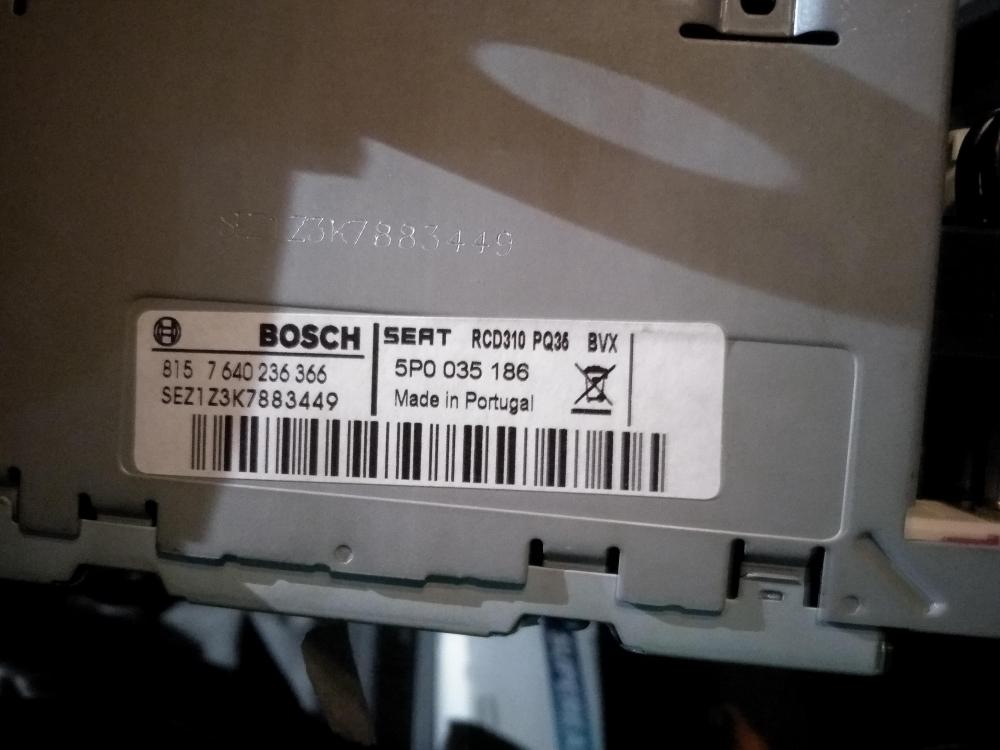 SEZ1Z3K7883449
BOSCH
815 7 640 236 366
SEZ1Z3K7883449
SEAT RCD310 PQ35 BVX
5P0 035 186
Made in Portugal